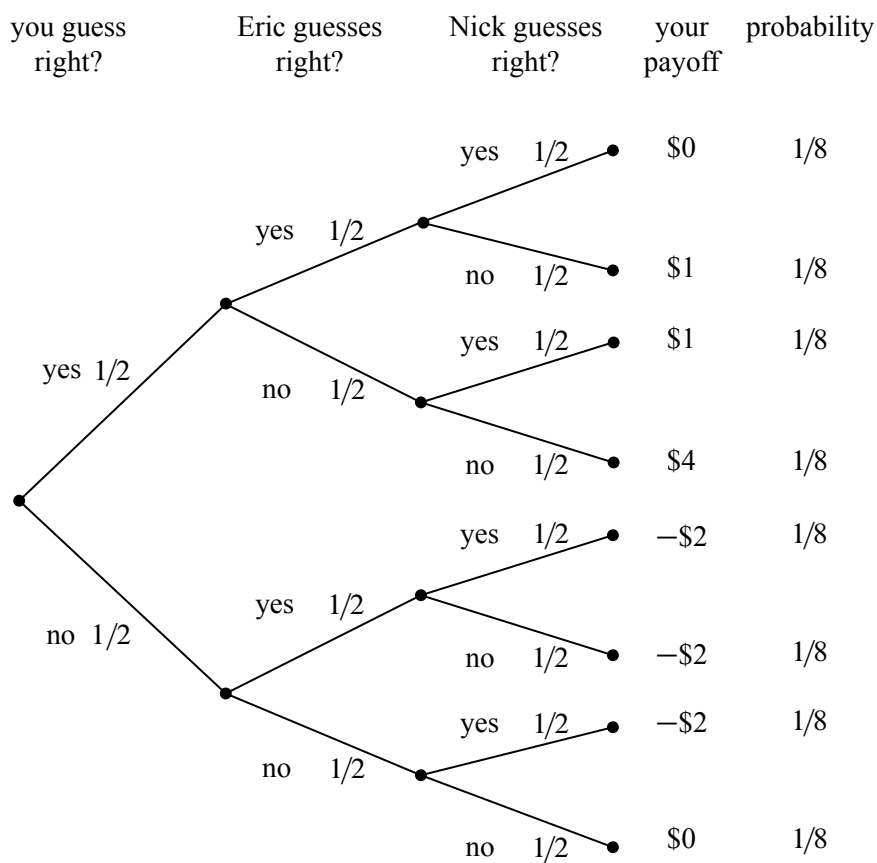 you guess right?
Eric guesses right?
Nick guesses right?
your payoff
probability
yes 1/2 $0 1/8
yes 1/2
no 1/2 $1 1/8
yes 1/2 $1 1/8
yes 1/2
no 1/2
no 1/2 $4 1/8
yes 1/2 –$2 1/8
yes 1/2
no 1/2
no 1/2 –$2 1/8
yes 1/2 –$2 1/8
no 1/2
no 1/2 $0 1/8